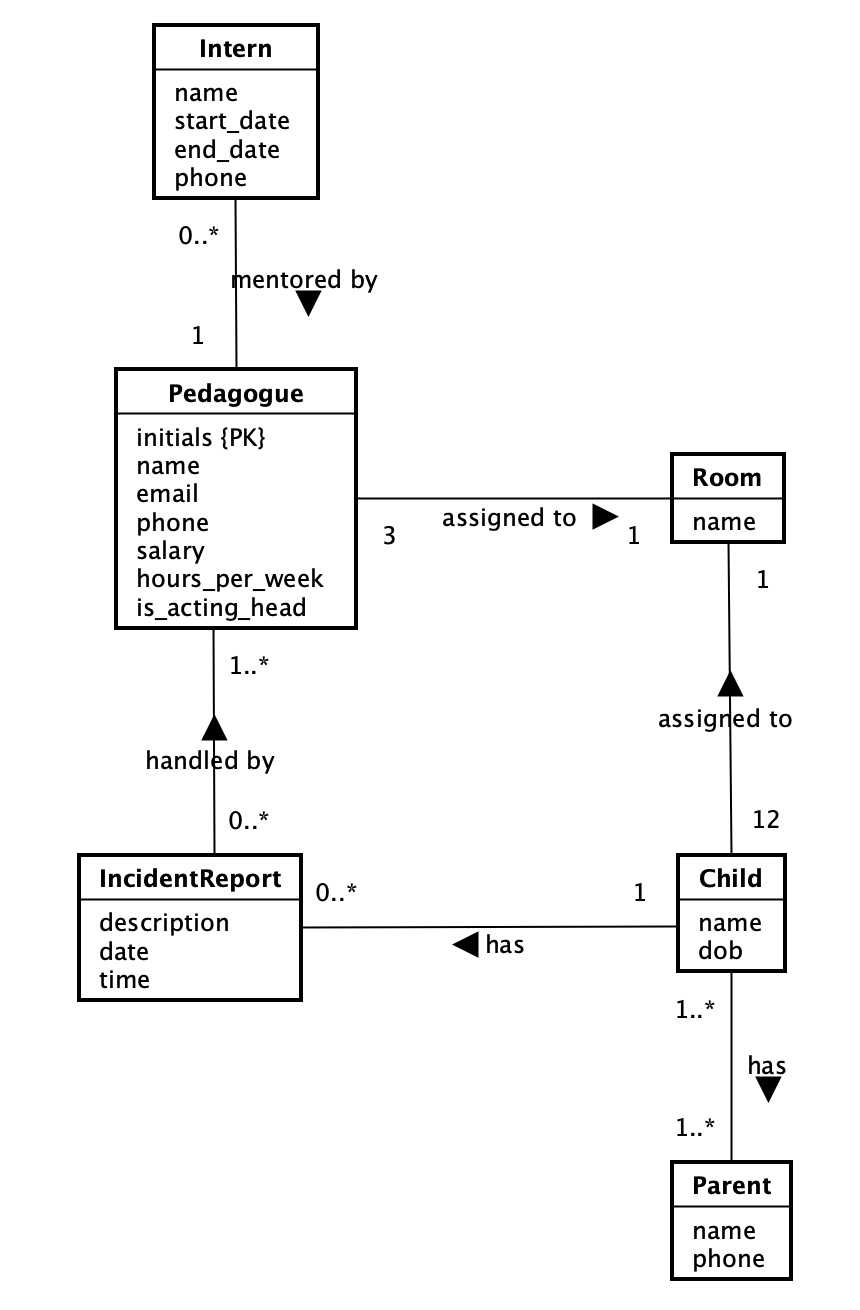 Intern
name
start_date
end_date
phone
0..*
mentored by
1
Pedagogue
initials {PK}
name
email
phone
salary
hours_per_week
is_acting_head
3
assigned to
1
Room
name
1
assigned to
12
1..*
handled by
0..*
IncidentReport
description
date
time
0..*
has
1
Child
name
dob
1..*
has
1..*
Parent
name
phone